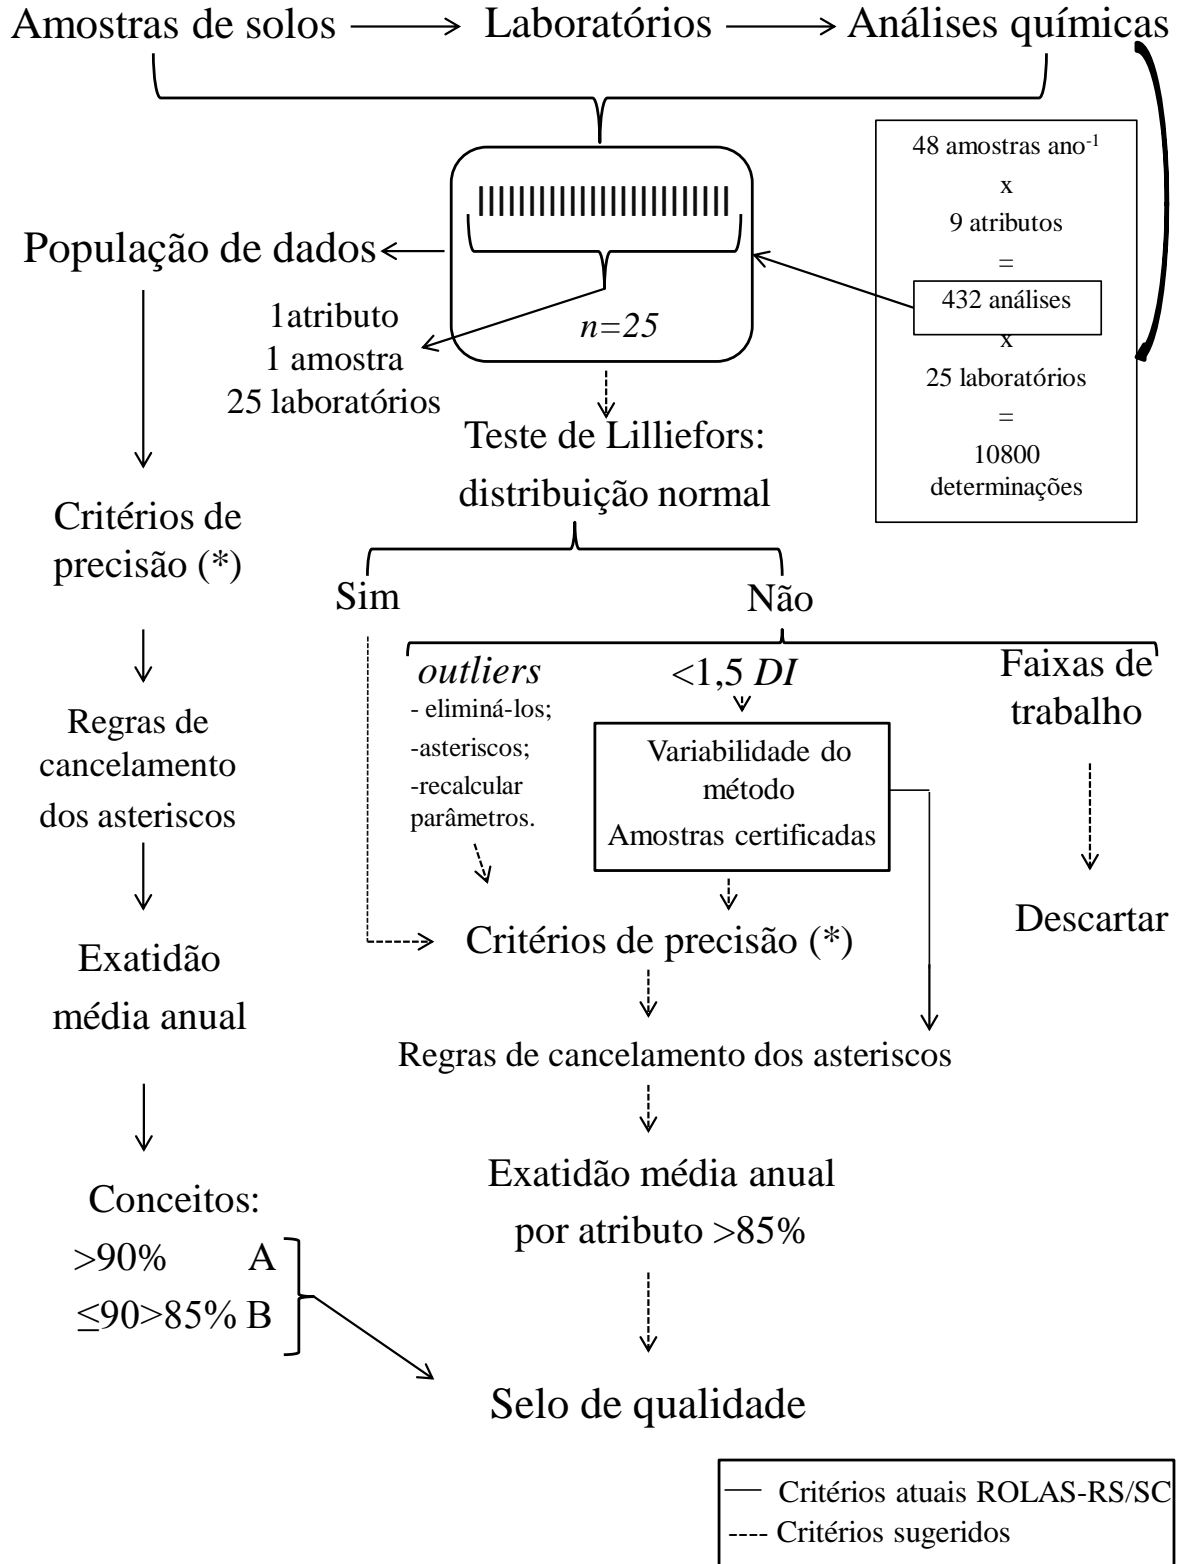 Amostras de solos Laboratórios Análises químicas
48 amostras ano-1
x
9 atributos
=
432 análises
x
25 laboratórios
=
10800
determinações
n=25
População de dados
1atributo
1 amostra
25 laboratórios
Teste de Lilliefors:
distribuição normal
Critérios de
precisão (*)
Sim
Não
outliers
- eliminá-los;
-asteriscos;
-recalcular
parâmetros.
<1,5 DI
Variabilidade do
método
Amostras certificadas
Faixas de
trabalho
Descartar
Regras de
cancelamento
dos asteriscos
Critérios de precisão (*)
Exatidão
média anual
Regras de cancelamento dos asteriscos
Exatidão média anual
por atributo >85%
Conceitos:
>90% A
≤90>85% B
Selo de qualidade
Critérios atuais ROLAS-RS/SC
---- Critérios sugeridos